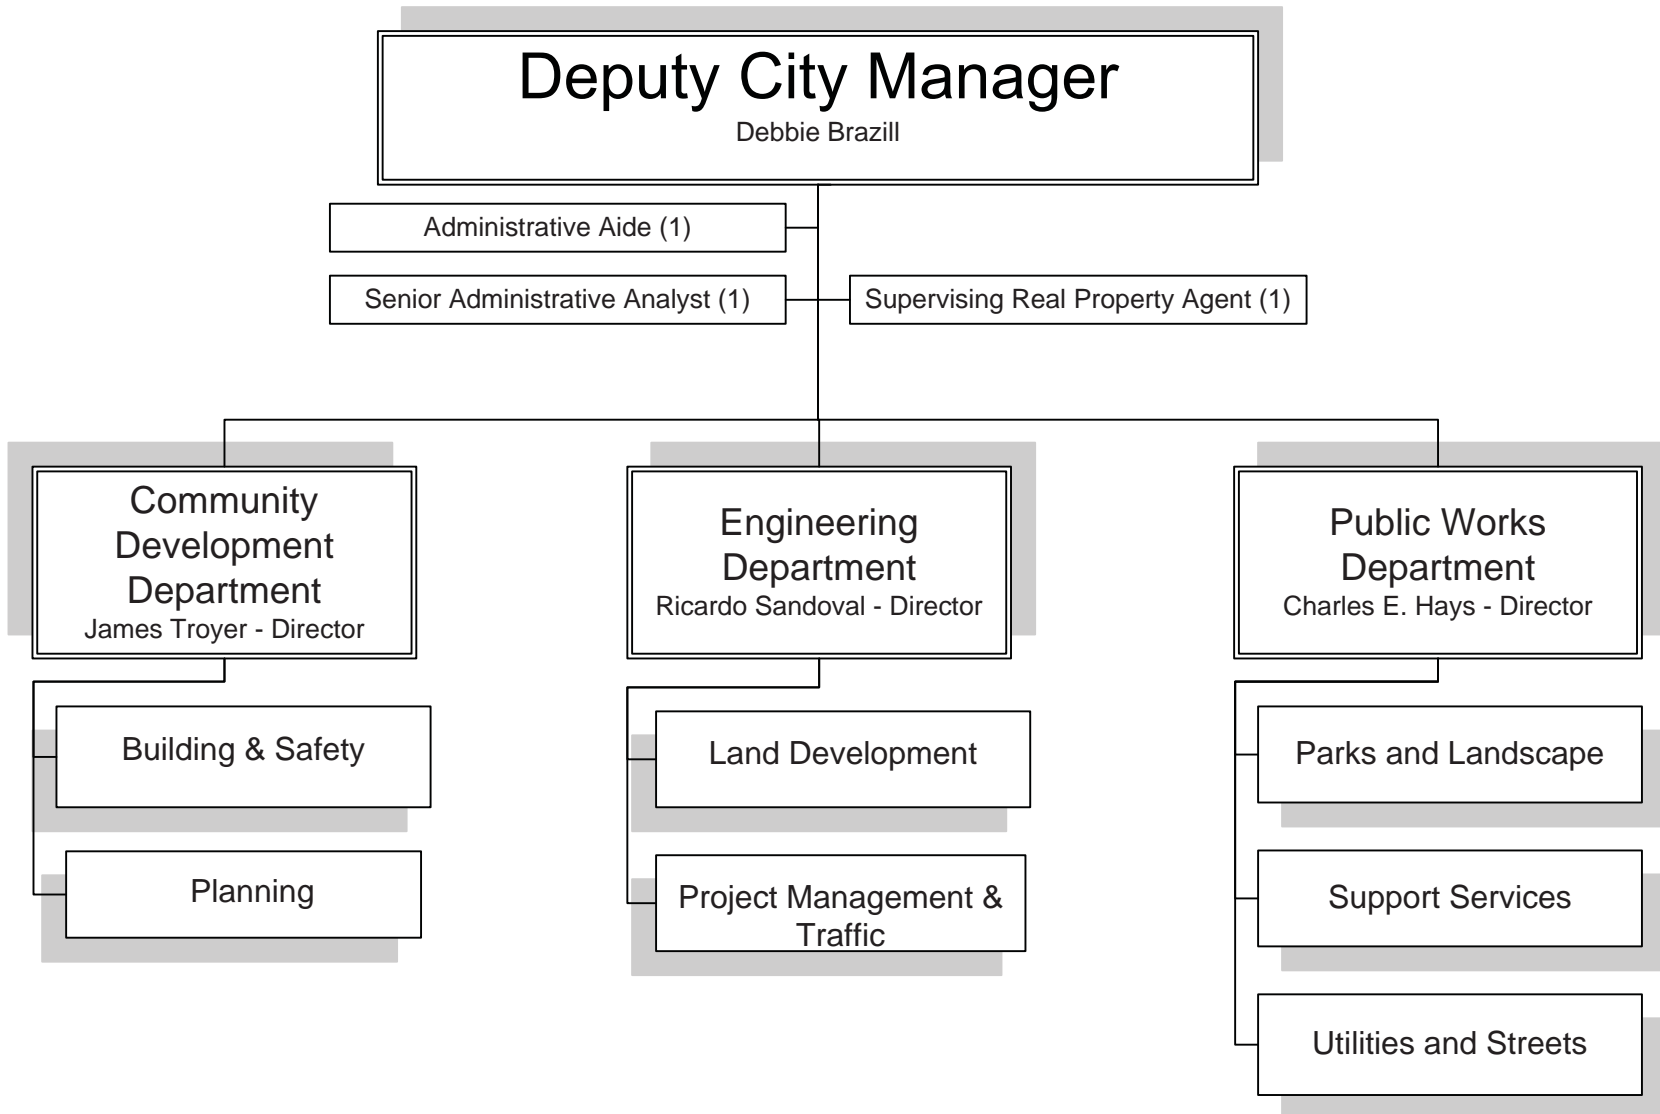 Deputy City Manager
Debbie Brazill
Administrative Aide (1)
Senior Administrative Analyst (1)
Supervising Real Property Agent (1)
Community
Development
Department
James Troyer - Director
Engineering
Department
Ricardo Sandoval - Director
Public Works
Department
Charles E. Hays - Director
Building & Safety
Planning
Land Development
Project Management &
Traffic
Parks and Landscape
Support Services
Utilities and Streets